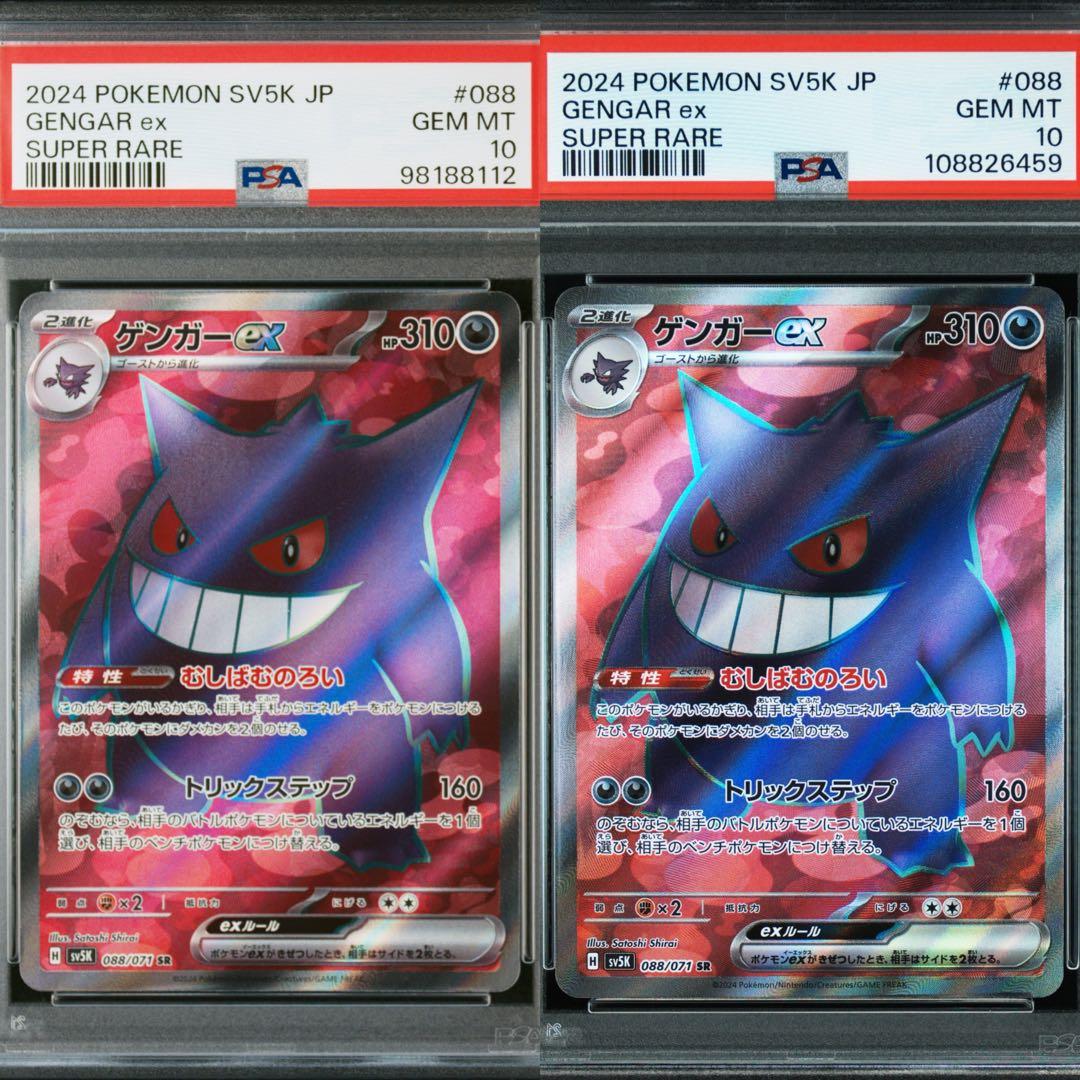 2024 POKEMON SV5K JP #088
GENGAR ex GEM MT
SUPER RARE 10
PSA 98188112
2進化 ゲンガーex HP310
ゴーストから進化
特性 とくせい むしばむのろい
このポケモンがいるかぎり、相手は手札からエネルギーをポケモンにつける
たび、そのポケモンにダメカンを2個のせる。
トリックステップ 160
のぞむなら、相手のバトルポケモンについているエネルギーを1個
選び、相手のベンチポケモンにつけ替える。
弱点 ×2 抵抗力 にげる
exルール
ポケモンexがきぜつしたとき、相手はサイドを2枚とる。
Illus. Satoshi Shirai
H sv5K 088/071 SR
©2024 Pokémon/Nintendo/Creatures/GAME FREAK
PSA
2024 POKEMON SV5K JP #088
GENGAR ex GEM MT
SUPER RARE 10
PSA 108826459
2進化 ゲンガーex HP310
ゴーストから進化
特性 とくせい むしばむのろい
このポケモンがいるかぎり、相手は手札からエネルギーをポケモンにつける
たび、そのポケモンにダメカンを2個のせる。
トリックステップ 160
のぞむなら、相手のバトルポケモンについているエネルギーを1個
選び、相手のベンチポケモンにつけ替える。
弱点 ×2 抵抗力 にげる
exルール
ポケモンexがきぜつしたとき、相手はサイドを2枚とる。
Illus. Satoshi Shirai
H sv5K 088/071 SR
©2024 Pokémon/Nintendo/Creatures/GAME FREAK
PSA